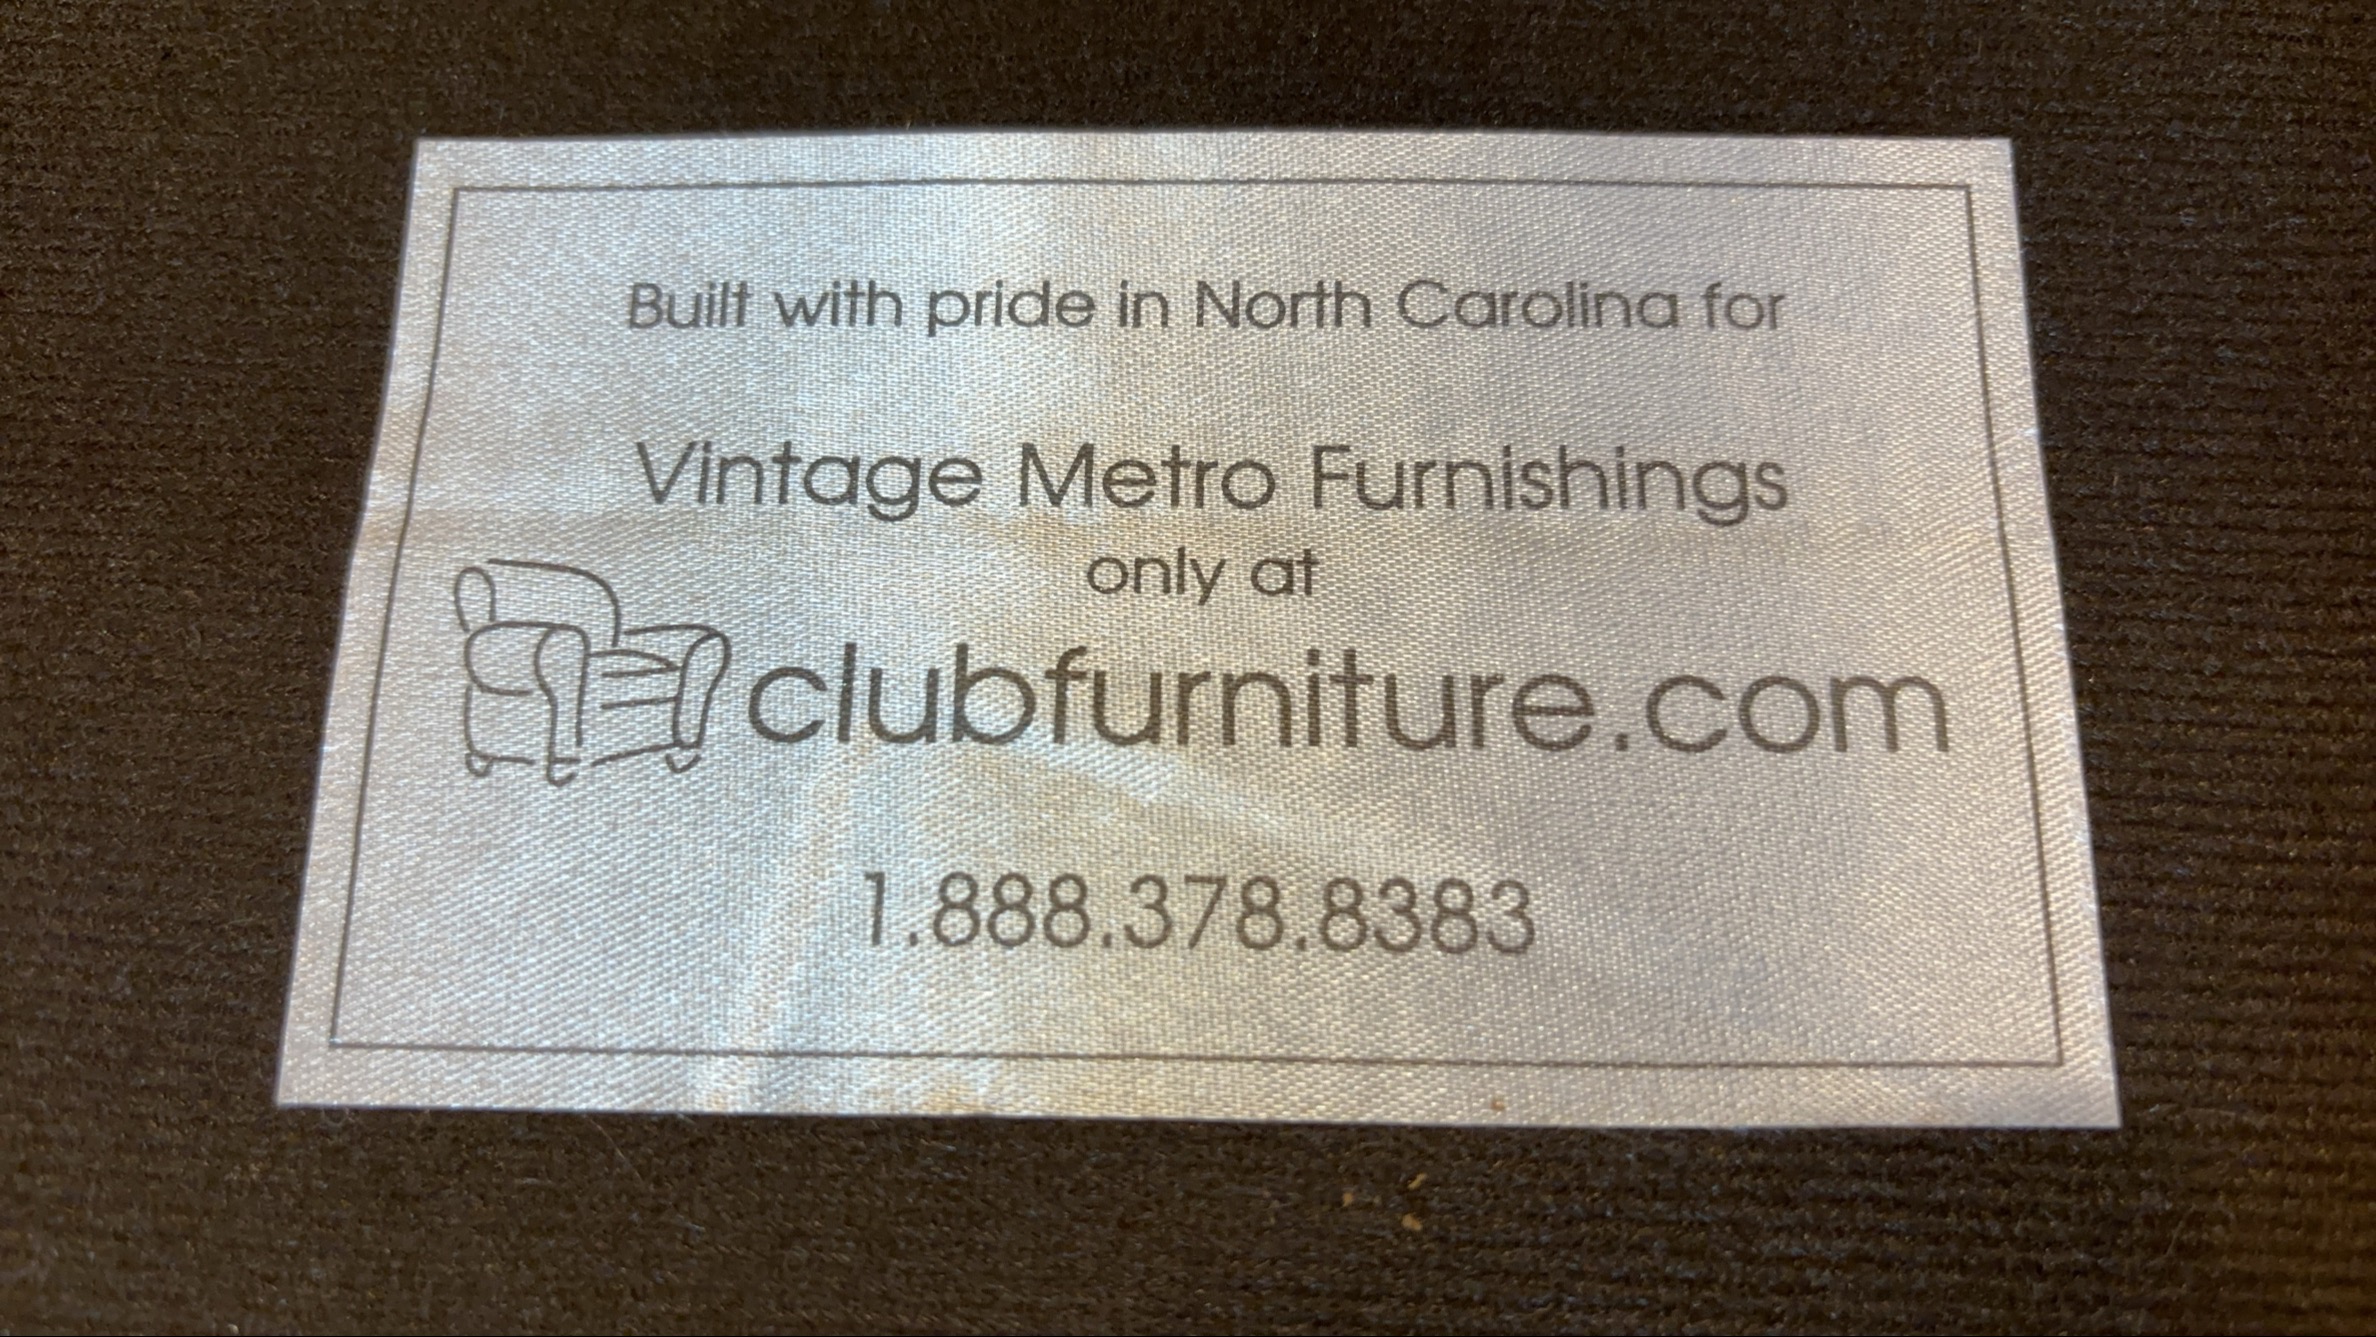 Built with pride in North Carolina for
Vintage Metro Furnishings
only at
clubfurniture.com
1.888.378.8383